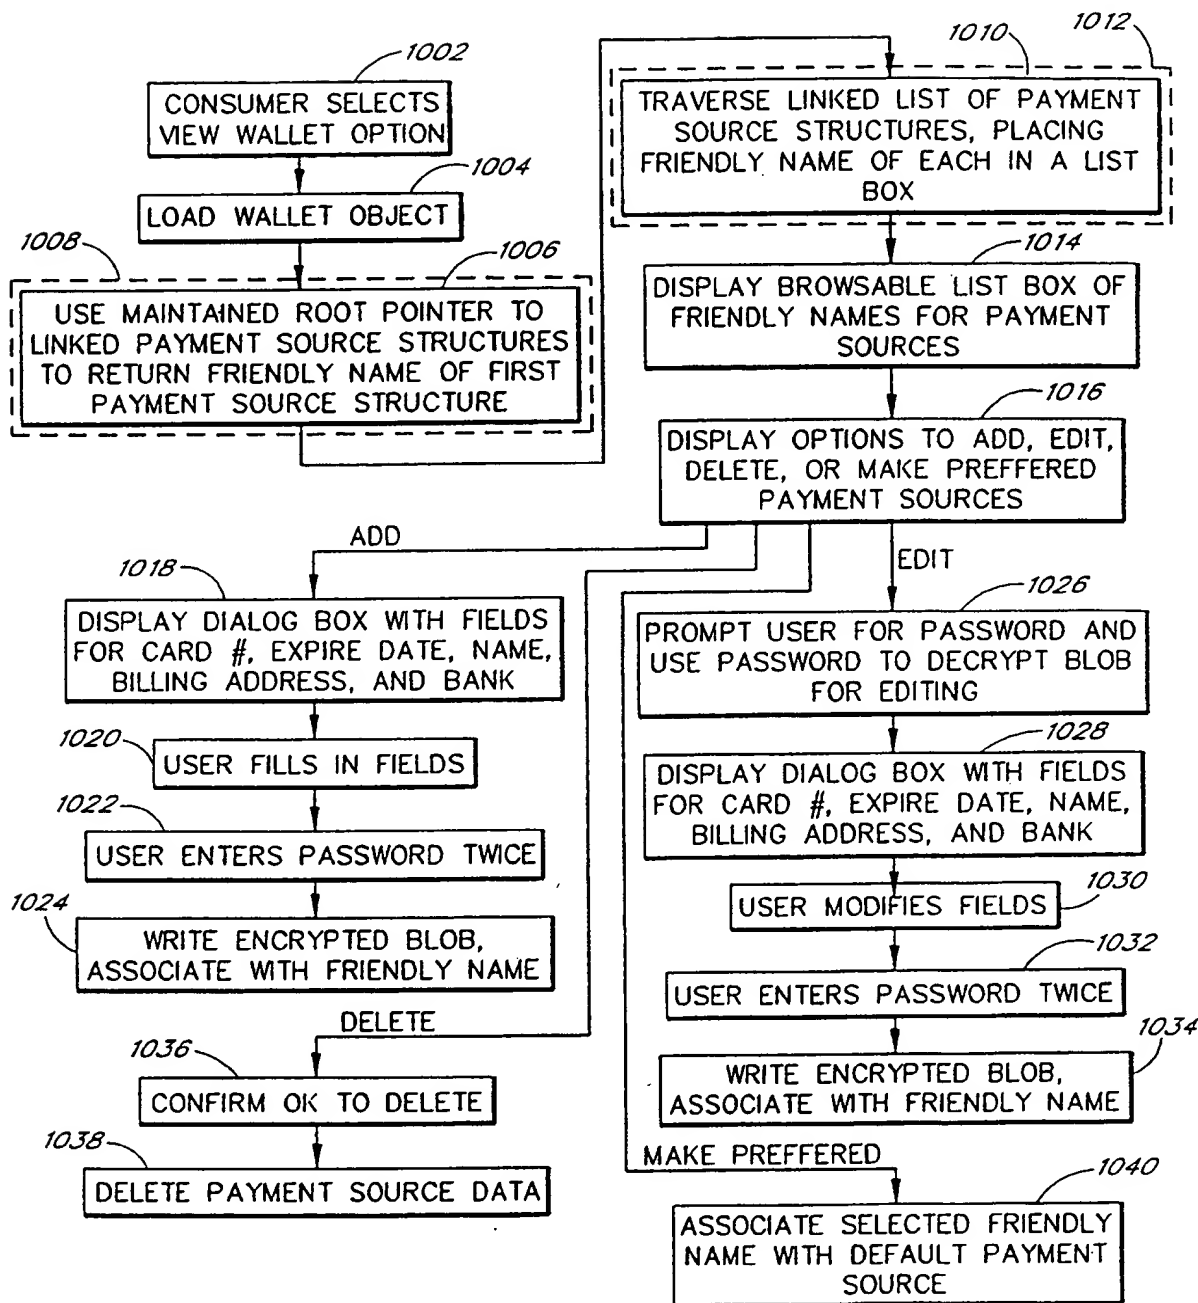 1002
CONSUMER SELECTS
VIEW WALLET OPTION
1004
LOAD WALLET OBJECT
1008
1006
USE MAINTAINED ROOT POINTER TO
LINKED PAYMENT SOURCE STRUCTURES
TO RETURN FRIENDLY NAME OF FIRST
PAYMENT SOURCE STRUCTURE
1010
1012
TRAVERSE LINKED LIST OF PAYMENT
SOURCE STRUCTURES, PLACING
FRIENDLY NAME OF EACH IN A LIST
BOX
1014
DISPLAY BROWSABLE LIST BOX OF
FRIENDLY NAMES FOR PAYMENT
SOURCES
1016
DISPLAY OPTIONS TO ADD, EDIT,
DELETE, OR MAKE PREFFERED
PAYMENT SOURCES
ADD
1018
DISPLAY DIALOG BOX WITH FIELDS
FOR CARD #, EXPIRE DATE, NAME,
BILLING ADDRESS, AND BANK
1020
USER FILLS IN FIELDS
1022
USER ENTERS PASSWORD TWICE
1024
WRITE ENCRYPTED BLOB,
ASSOCIATE WITH FRIENDLY NAME
DELETE
1036
CONFIRM OK TO DELETE
1038
DELETE PAYMENT SOURCE DATA
EDIT
1026
PROMPT USER FOR PASSWORD AND
USE PASSWORD TO DECRYPT BLOB
FOR EDITING
1028
DISPLAY DIALOG BOX WITH FIELDS
FOR CARD #, EXPIRE DATE, NAME,
BILLING ADDRESS, AND BANK
1030
USER MODIFIES FIELDS
1032
USER ENTERS PASSWORD TWICE
1034
WRITE ENCRYPTED BLOB,
ASSOCIATE WITH FRIENDLY NAME
MAKE PREFFERED
1040
ASSOCIATE SELECTED FRIENDLY
NAME WITH DEFAULT PAYMENT
SOURCE